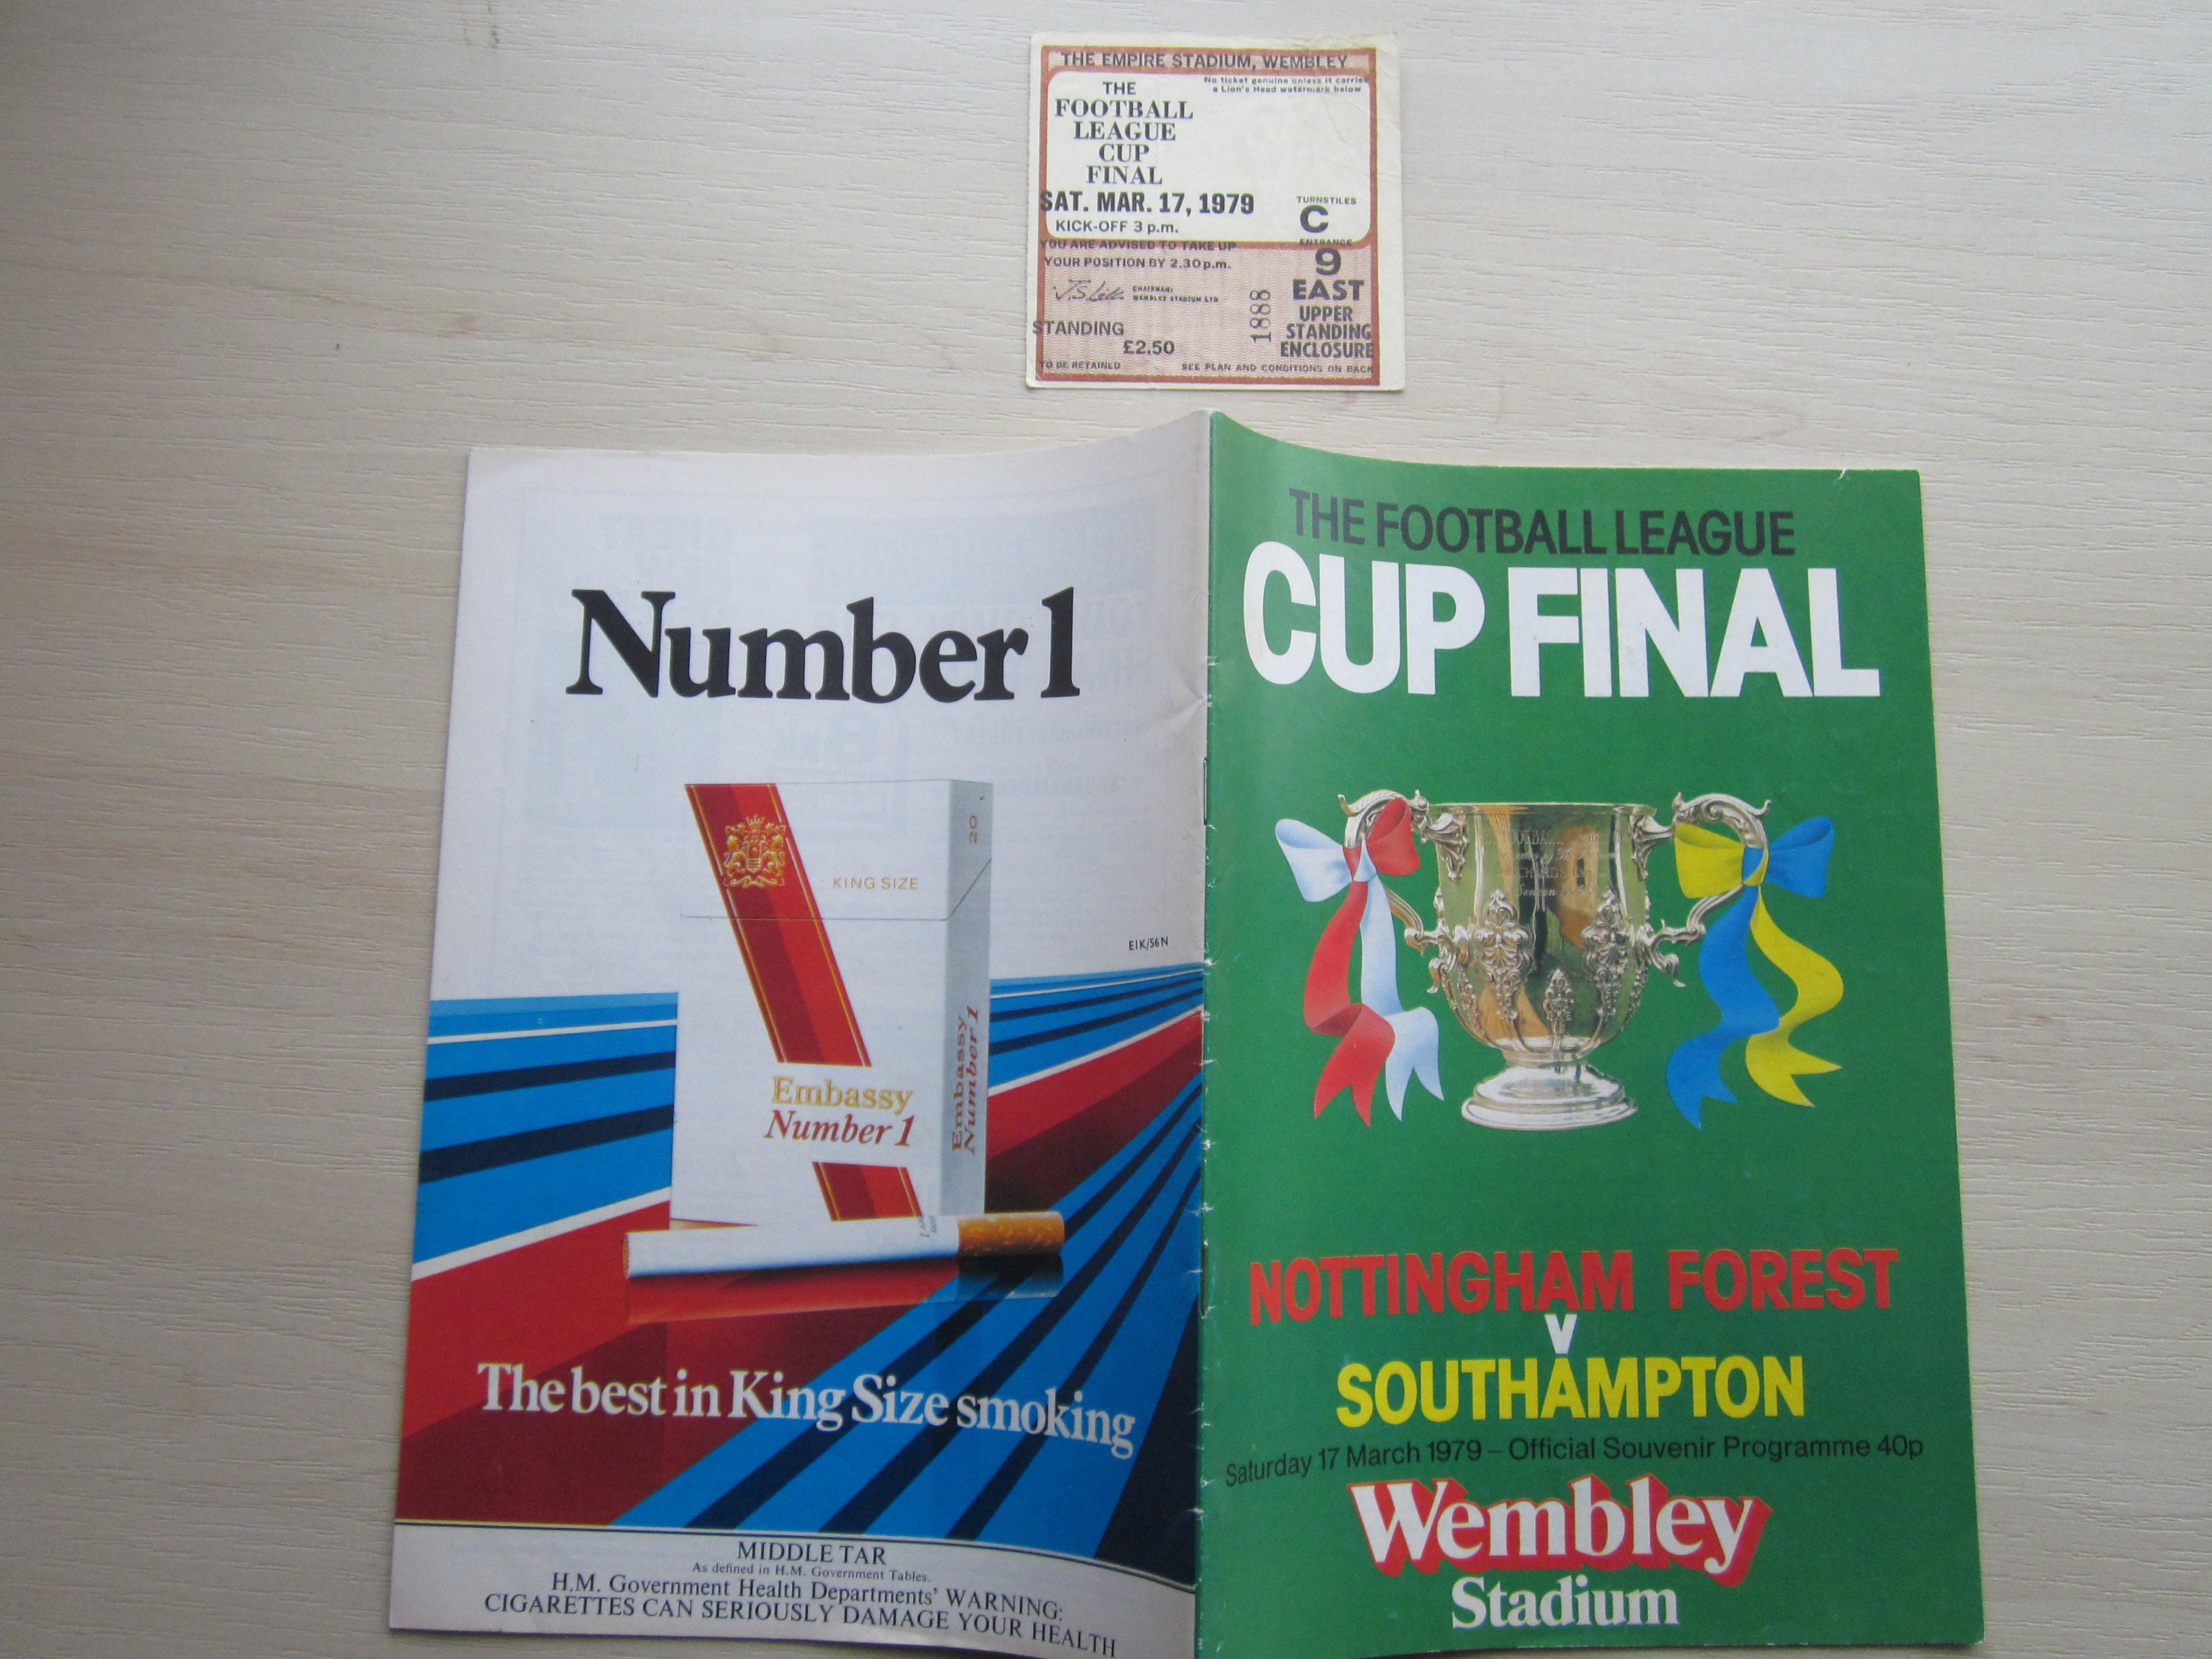 THE EMPIRE STADIUM, WEMBLEY
No ticket genuine unless it carries
a Lion's Head watermark below
THE
FOOTBALL
LEAGUE
CUP
FINAL
SAT. MAR. 17, 1979
KICK-OFF 3 p.m.
TURNSTILES
C
ENTRANCE
9
EAST
UPPER
STANDING
ENCLOSURE
YOU ARE ADVISED TO TAKE UP
YOUR POSITION BY 2.30 p.m.
CHAIRMAN:
WEMBLEY STADIUM LTD
1888
STANDING
£2.50
TO BE RETAINED
SEE PLAN AND CONDITIONS ON BACK
Number 1
20
KING SIZE
E1K/56N
Embassy
Number 1
Embassy
Number 1
The best in King Size smoking
MIDDLE TAR
As defined in H.M. Government Tables.
H.M. Government Health Departments' WARNING:
CIGARETTES CAN SERIOUSLY DAMAGE YOUR HEALTH
THE FOOTBALL LEAGUE
CUP FINAL
NOTTINGHAM FOREST
V
SOUTHAMPTON
Saturday 17 March 1979 – Official Souvenir Programme 40p
Wembley
Stadium